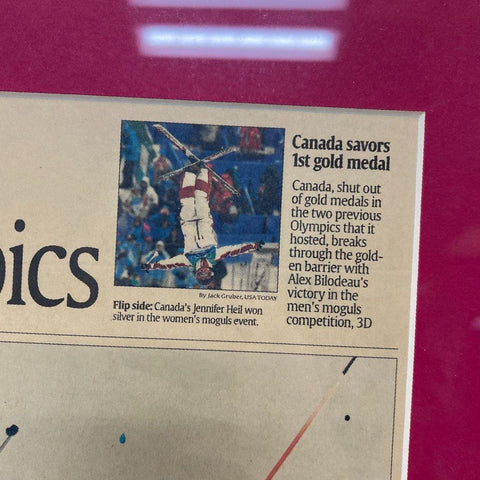 Canada savors
1st gold medal
Canada, shut out
of gold medals in
the two previous
Olympics that it
hosted, breaks
through the gold-
en barrier with
Alex Bilodeau's
victory in the
men's moguls
competition, 3D
By Jack Gruber, USA TODAY
Flip side: Canada's Jennifer Heil won
silver in the women's moguls event.
ics